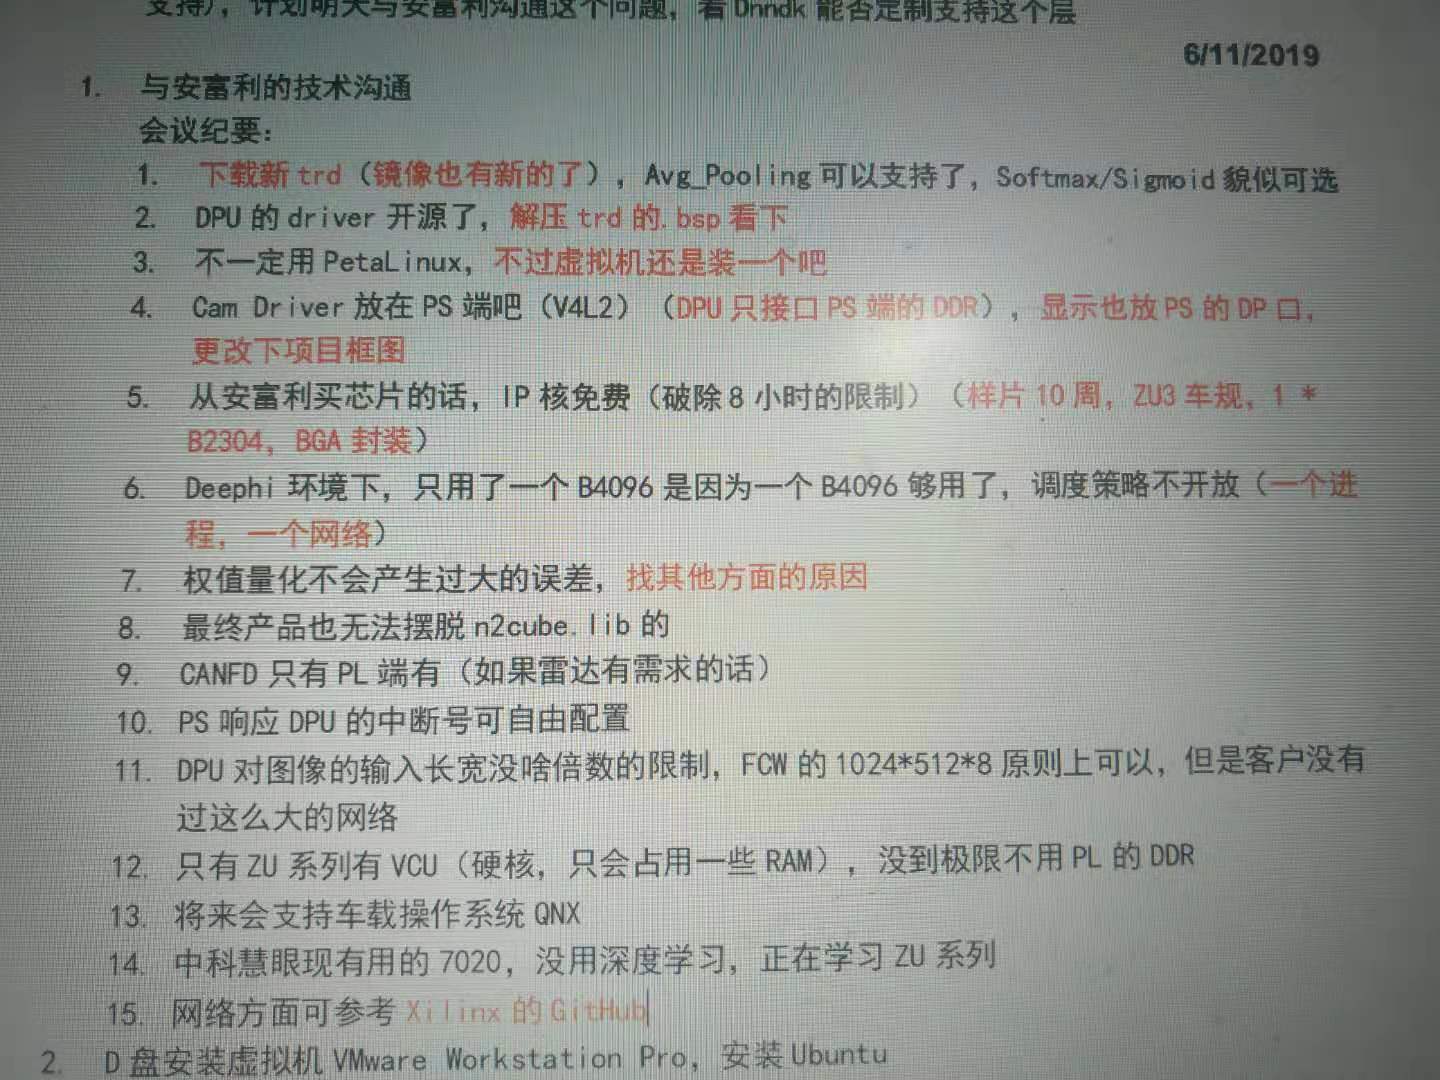 支持），计划明天与安富利沟通这个问题，看 Dnndk 能否定制支持这个层
6/11/2019
1. 与安富利的技术沟通
会议纪要：
1. 下载新 trd（镜像也有新的了），Avg_Pooling 可以支持了，Softmax/Sigmoid 貌似可选
2. DPU 的 driver 开源了，解压 trd 的.bsp 看下
3. 不一定用 PetaLinux，不过虚拟机还是装一个吧
4. Cam Driver 放在 PS 端吧（V4L2）（DPU 只接口 PS 端的 DDR），显示也放 PS 的 DP 口，
更改下项目框图
5. 从安富利买芯片的话，IP 核免费（破除 8 小时的限制）（样片 10 周，ZU3 车规，1 *
B2304，BGA 封装）
6. Deephi 环境下，只用了一个 B4096 是因为一个 B4096 够用了，调度策略不开放（一个进
程，一个网络）
7. 权值量化不会产生过大的误差，找其他方面的原因
8. 最终产品也无法摆脱 n2cube.lib 的
9. CANFD 只有 PL 端有（如果雷达有需求的话）
10. PS 响应 DPU 的中断号可自由配置
11. DPU 对图像的输入长宽没啥倍数的限制，FCW 的 1024*512*8 原则上可以，但是客户没有
过这么大的网络
12. 只有 ZU 系列有 VCU（硬核，只会占用一些 RAM），没到极限不用 PL 的 DDR
13. 将来会支持车载操作系统 QNX
14. 中科慧眼现有用的 7020，没用深度学习，正在学习 ZU 系列
15. 网络方面可参考 Xilinx 的 GitHub
2. D 盘安装虚拟机 VMware Workstation Pro，安装 Ubuntu